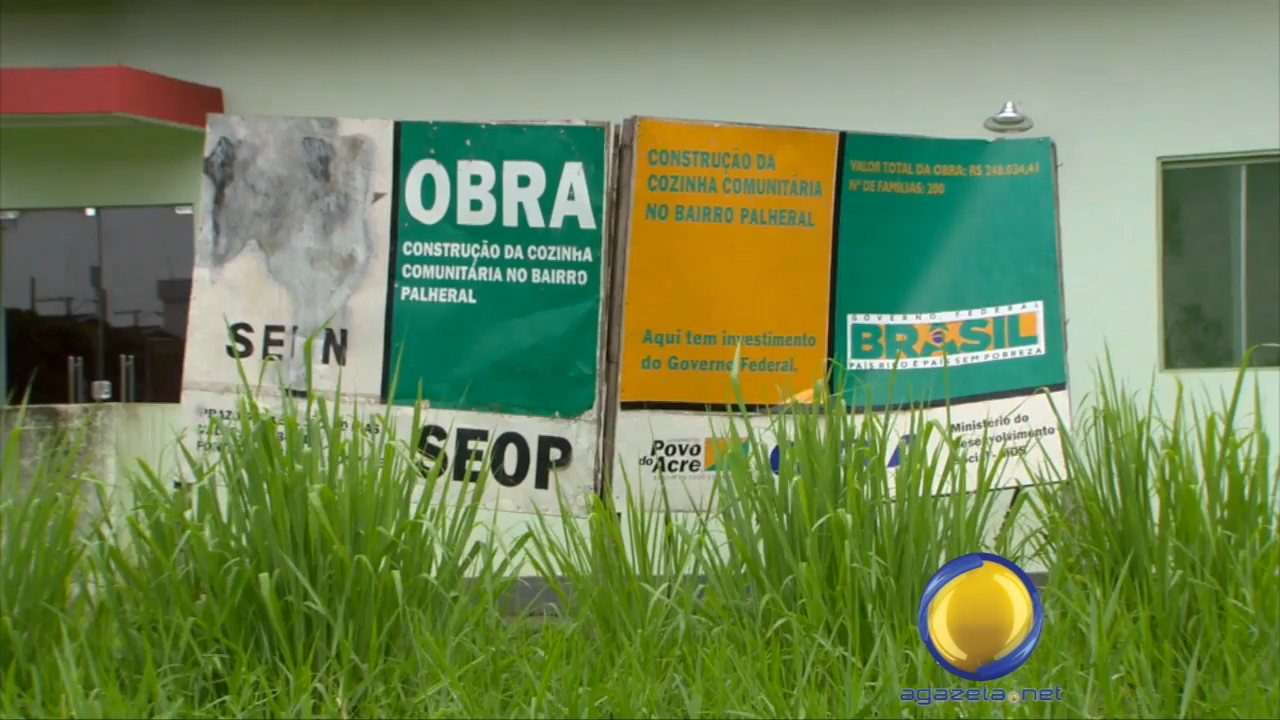 OBRA
CONSTRUÇÃO DA COZINHA
COMUNITÁRIA NO BAIRRO
PALHERAL
SEOP
CONSTRUÇÃO DA
COZINHA COMUNITÁRIA
NO BAIRRO PALHERAL
Aqui tem investimento
do Governo Federal.
VALOR TOTAL DA OBRA: R$ 248.034,41
Nº DE FAMÍLIAS: 200
GOVERNO FEDERAL
BRASIL
PAÍS RICO É PAÍS SEM POBREZA
Povo
do Acre
Ministério do
Desenvolvimento
agazeta.net